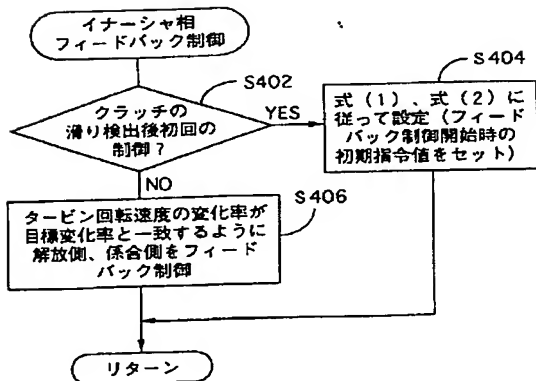 イナーシャ相
フィードバック制御
S402
クラッチの
滑り検出後初回の
制御?
YES
S404
式(1)、式(2)に
従って設定(フィード
バック制御開始時の
初期指令値をセット)
NO
S406
タービン回転速度の変化率が
目標変化率と一致するように
解放側、係合側をフィード
バック制御
リターン